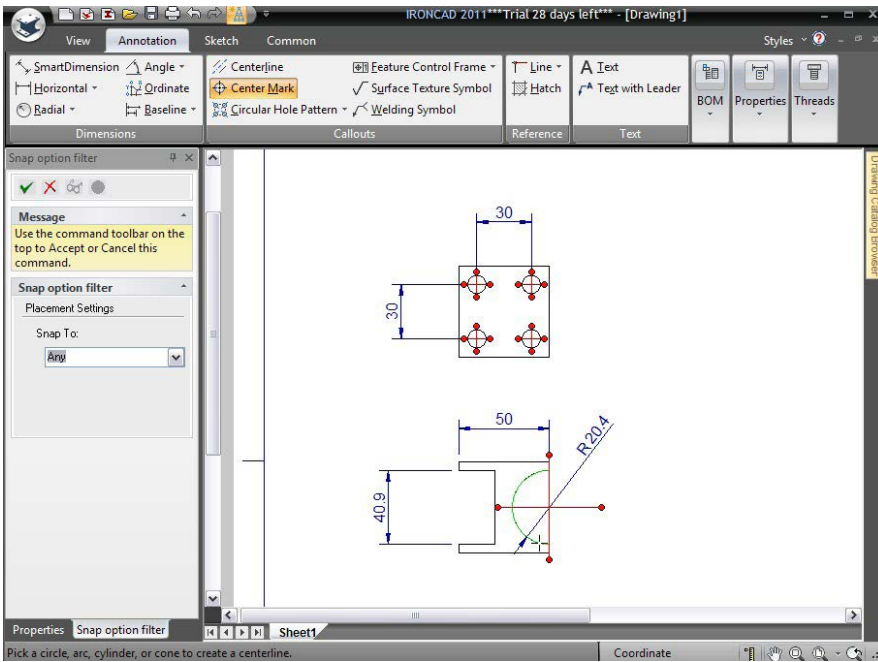 IRONCAD 2011***Trial 28 days left*** - [Drawing1]
View Annotation Sketch Common Styles
SmartDimension Angle Centerline Feature Control Frame Line A Text
Horizontal Ordinate Center Mark Surface Texture Symbol Hatch Text with Leader BOM Properties Threads
Radial Baseline Circular Hole Pattern Welding Symbol
Dimensions Callouts Reference Text
Snap option filter
Message
Use the command toolbar on the
top to Accept or Cancel this
command.
Snap option filter
Placement Settings
Snap To:
Any
30
30
50
R20.4
40.9
Drawing Catalog Browser
Properties Snap option filter Sheet1
Pick a circle, arc, cylinder, or cone to create a centerline. Coordinate